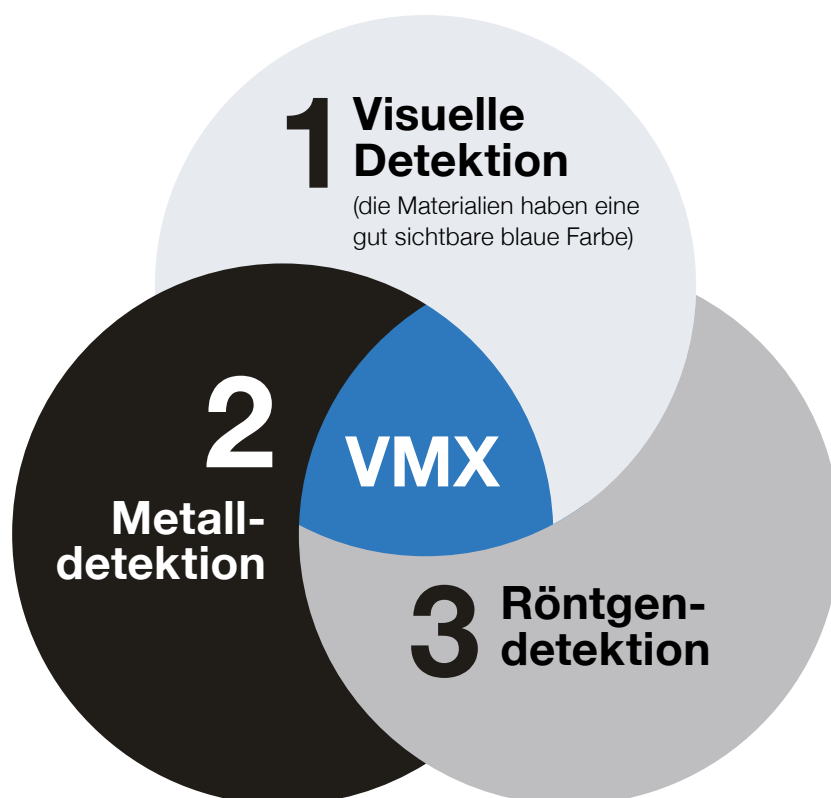 1 Visuelle
Detektion
(die Materialien haben eine
gut sichtbare blaue Farbe)
2
Metall-
detektion
VMX
3 Röntgen-
detektion